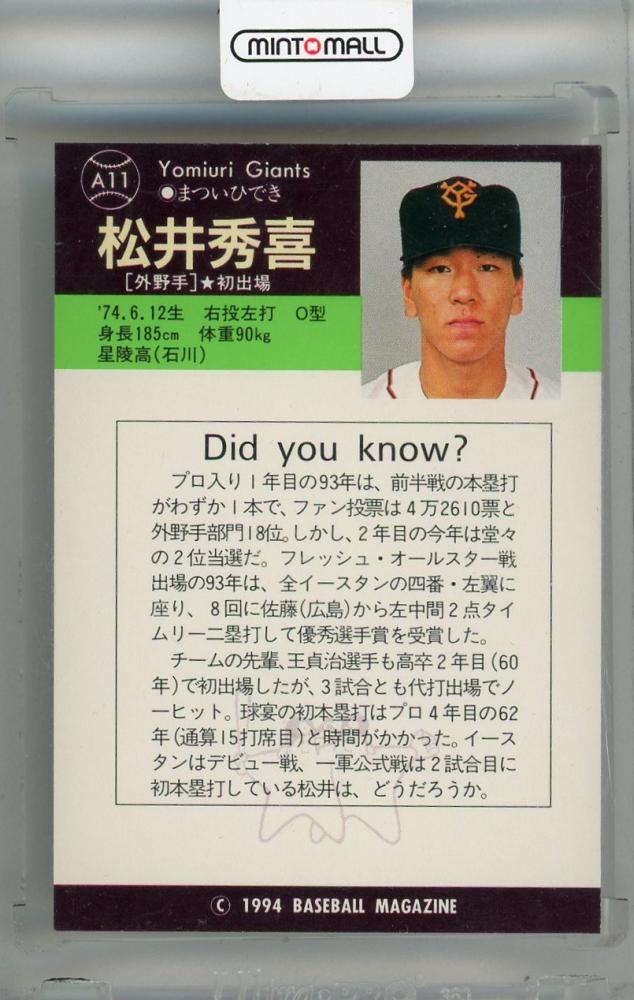 MINTOMALL
A11
Yomiuri Giants
●まついひでき
松井秀喜
[外野手]★初出場
YG
'74.6.12生 右投左打 O型
身長185cm 体重90kg
星陵高(石川)
Did you know?
プロ入り1年目の93年は、前半戦の本塁打
がわずか1本で、ファン投票は4万2610票と
外野手部門18位。しかし、2年目の今年は堂々
の2位当選だ。フレッシュ・オールスター戦
出場の93年は、全イースタンの四番・左翼に
座り、8回に佐藤(広島)から左中間2点タイ
ムリー二塁打して優秀選手賞を受賞した。
チームの先輩、王貞治選手も高卒2年目(60
年)で初出場したが、3試合とも代打出場でノ
ーヒット。球宴の初本塁打はプロ4年目の62
年(通算15打席目)と時間がかかった。イース
タンはデビュー戦、一軍公式戦は2試合目に
初本塁打している松井は、どうだろうか。
© 1994 BASEBALL MAGAZINE